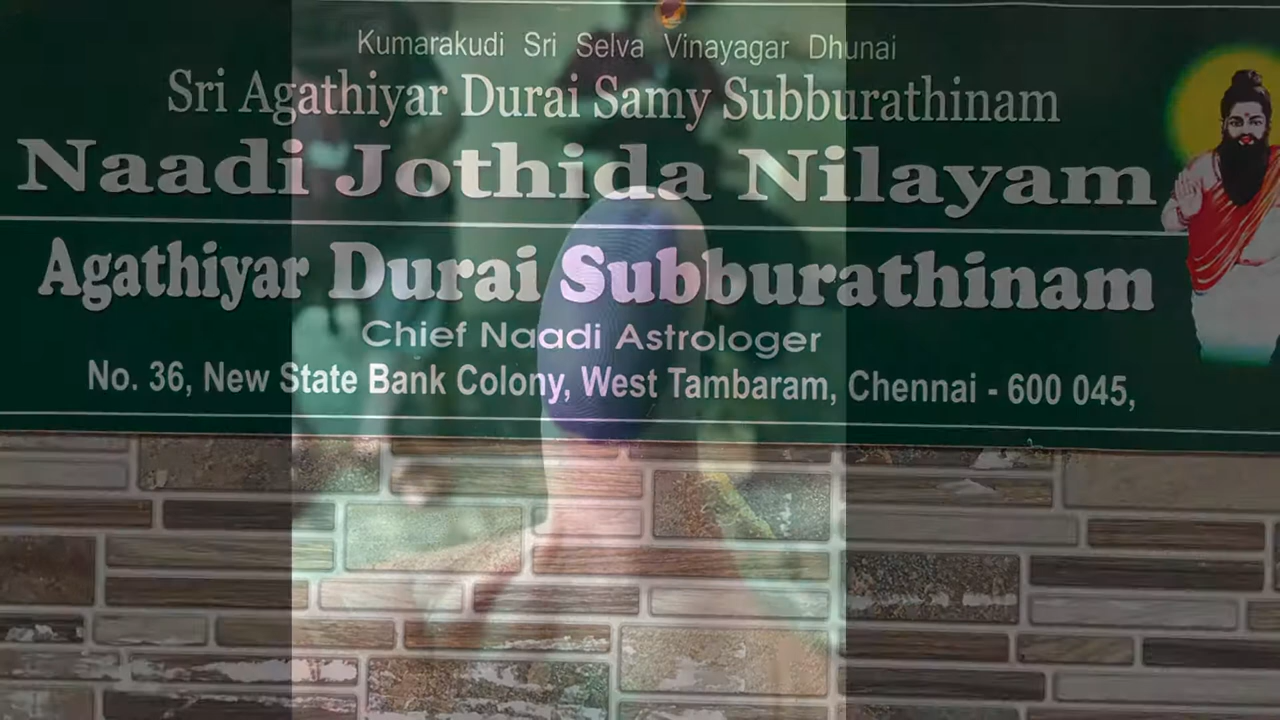 Kumarakudi Sri Selva Vinayagar Dhunai
Sri Agathiyar Durai Samy Subburathinam
Naadi Jothida Nilayam
Agathiyar Durai Subburathinam
Chief Naadi Astrologer
No. 36, New State Bank Colony, West Tambaram, Chennai - 600 045,